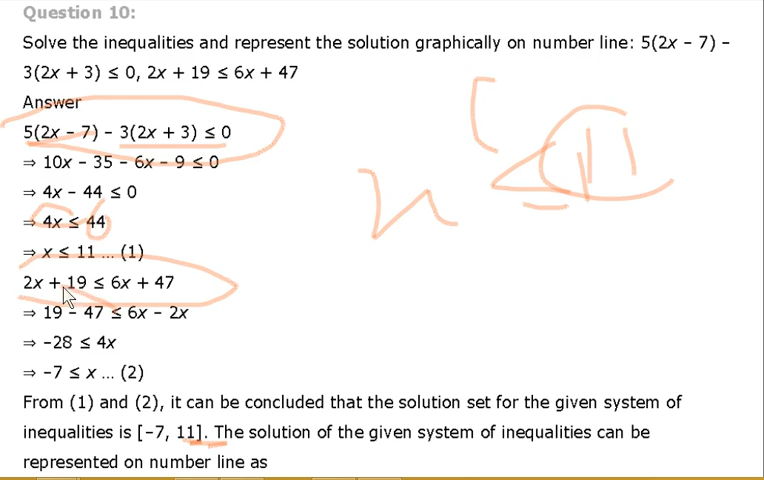 Question 10:
Solve the inequalities and represent the solution graphically on number line: 5(2x – 7) –
3(2x + 3) ≤ 0, 2x + 19 ≤ 6x + 47
Answer
5(2x – 7) – 3(2x + 3) ≤ 0
⇒ 10x – 35 – 6x – 9 ≤ 0
⇒ 4x – 44 ≤ 0
⇒ 4x ≤ 44
⇒ x ≤ 11 ... (1)
x ≤ 11
2x + 19 ≤ 6x + 47
⇒ 19 – 47 ≤ 6x – 2x
⇒ –28 ≤ 4x
⇒ –7 ≤ x ... (2)
From (1) and (2), it can be concluded that the solution set for the given system of
inequalities is [–7, 11]. The solution of the given system of inequalities can be
represented on number line as